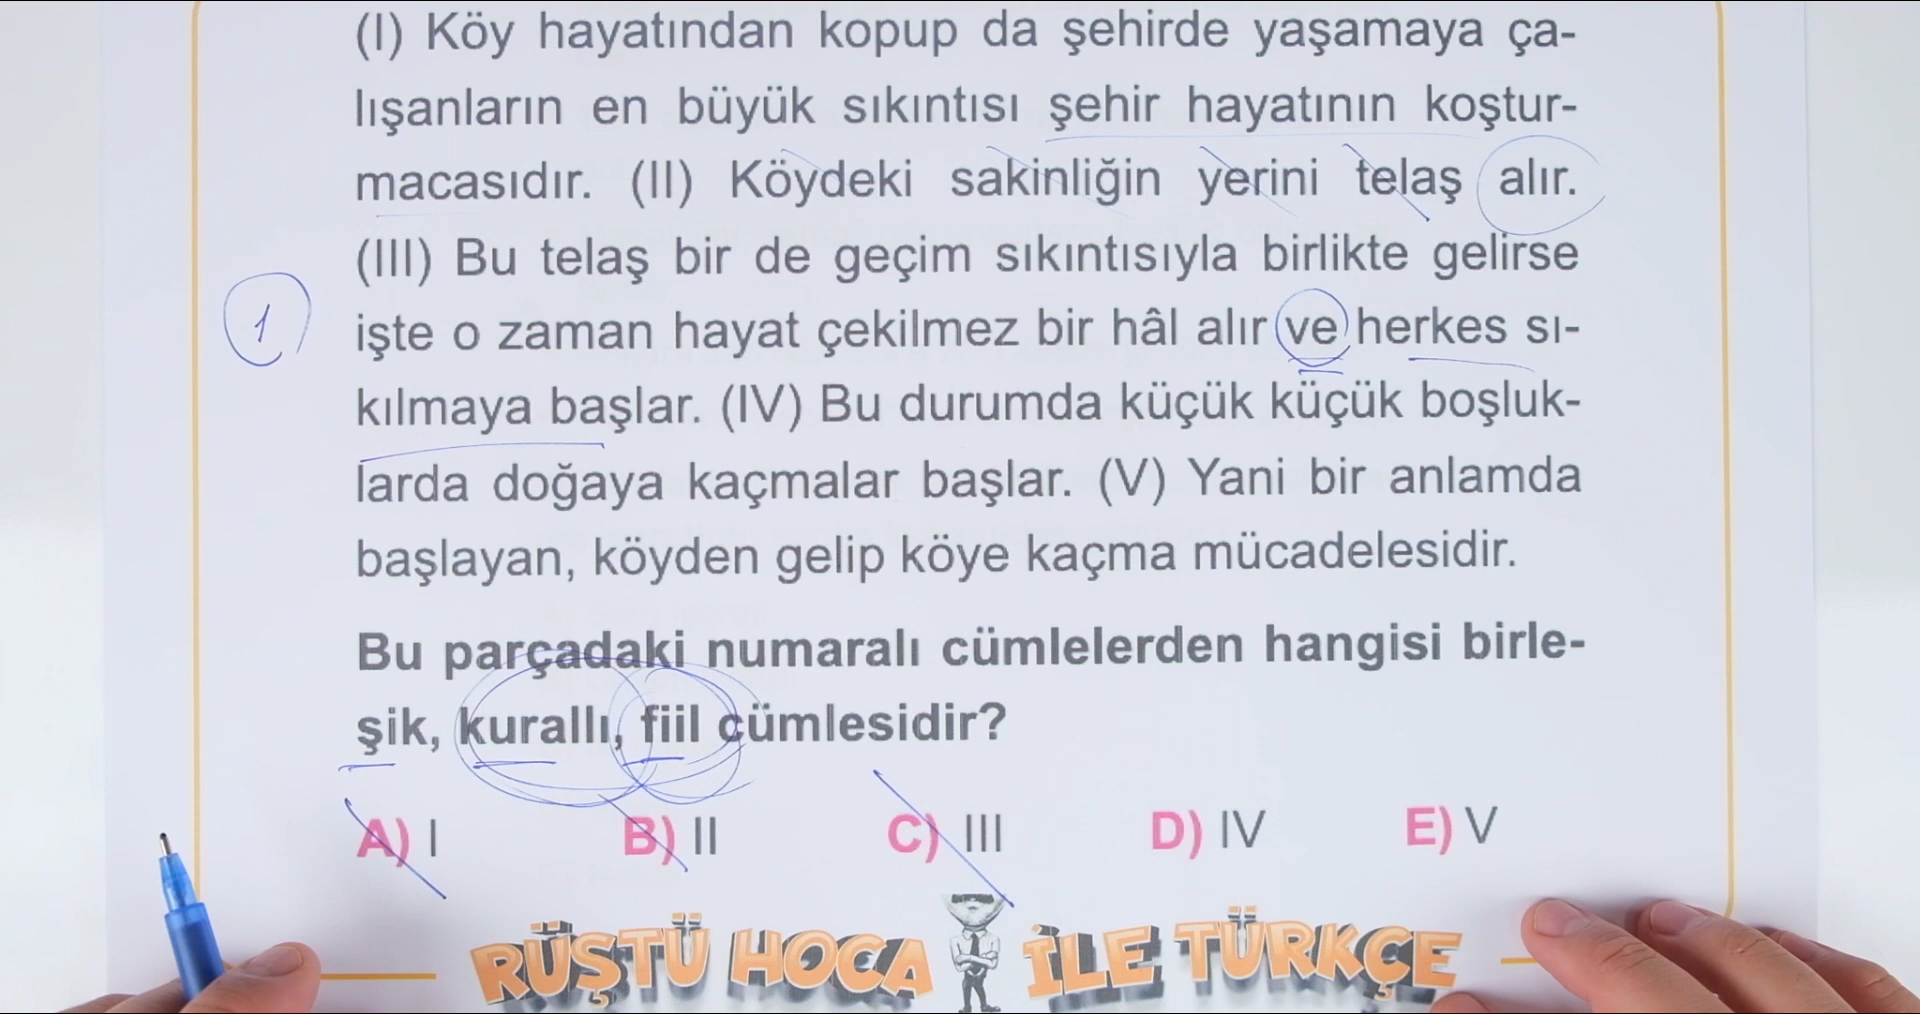 (I) Köy hayatından kopup da şehirde yaşamaya ça-
lışanların en büyük sıkıntısı şehir hayatının koştur-
macasıdır. (II) Köydeki sakinliğin yerini telaş alır.
(III) Bu telaş bir de geçim sıkıntısıyla birlikte gelirse
1
işte o zaman hayat çekilmez bir hâl alır ve herkes sı-
kılmaya başlar. (IV) Bu durumda küçük küçük boşluk-
larda doğaya kaçmalar başlar. (V) Yani bir anlamda
başlayan, köyden gelip köye kaçma mücadelesidir.
Bu parçadaki numaralı cümlelerden hangisi birle-
şik, kurallı, fiil cümlesidir?
A) I B) II C) III D) IV E) V
RÜŞTÜ HOCA İLE TÜRKÇE